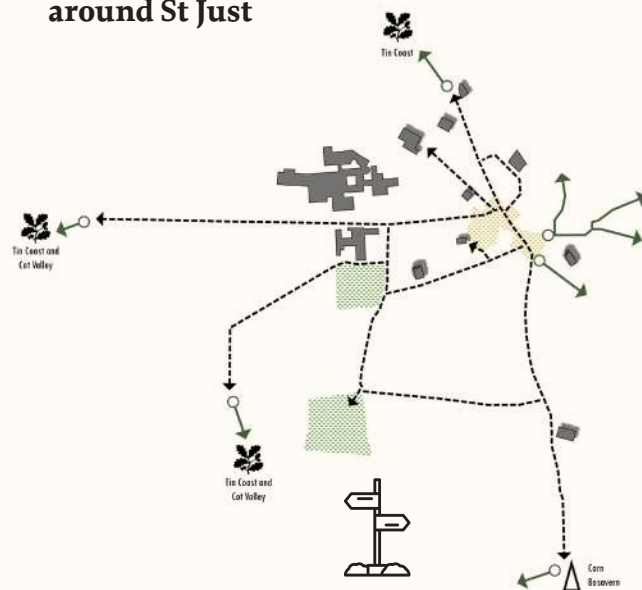 around St Just
Tin Coast
Tin Coast and
Cot Valley
Tin Coast and
Cot Valley
Carn
Bosavern